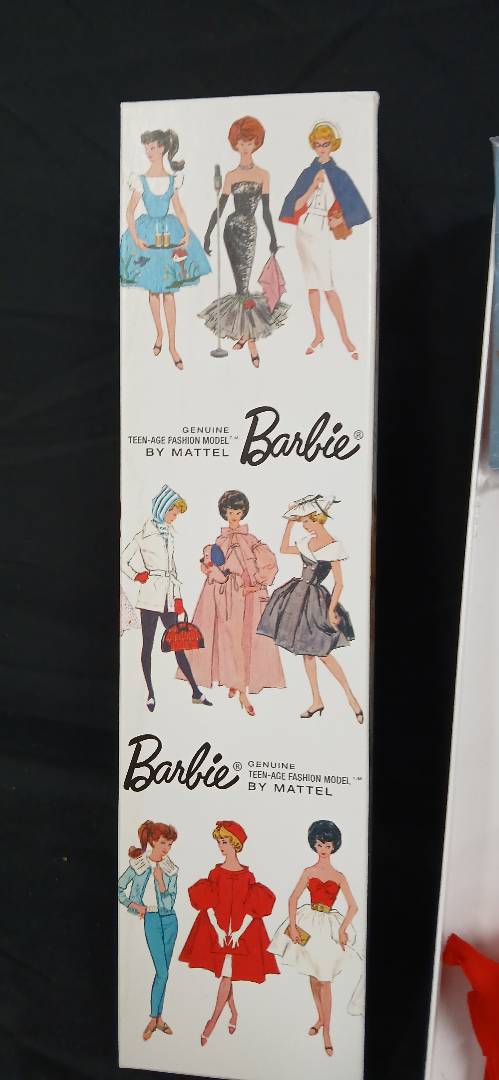 GENUINE
TEEN-AGE FASHION MODEL™
BY MATTEL
Barbie®
Barbie®
GENUINE
TEEN-AGE FASHION MODEL™
BY MATTEL